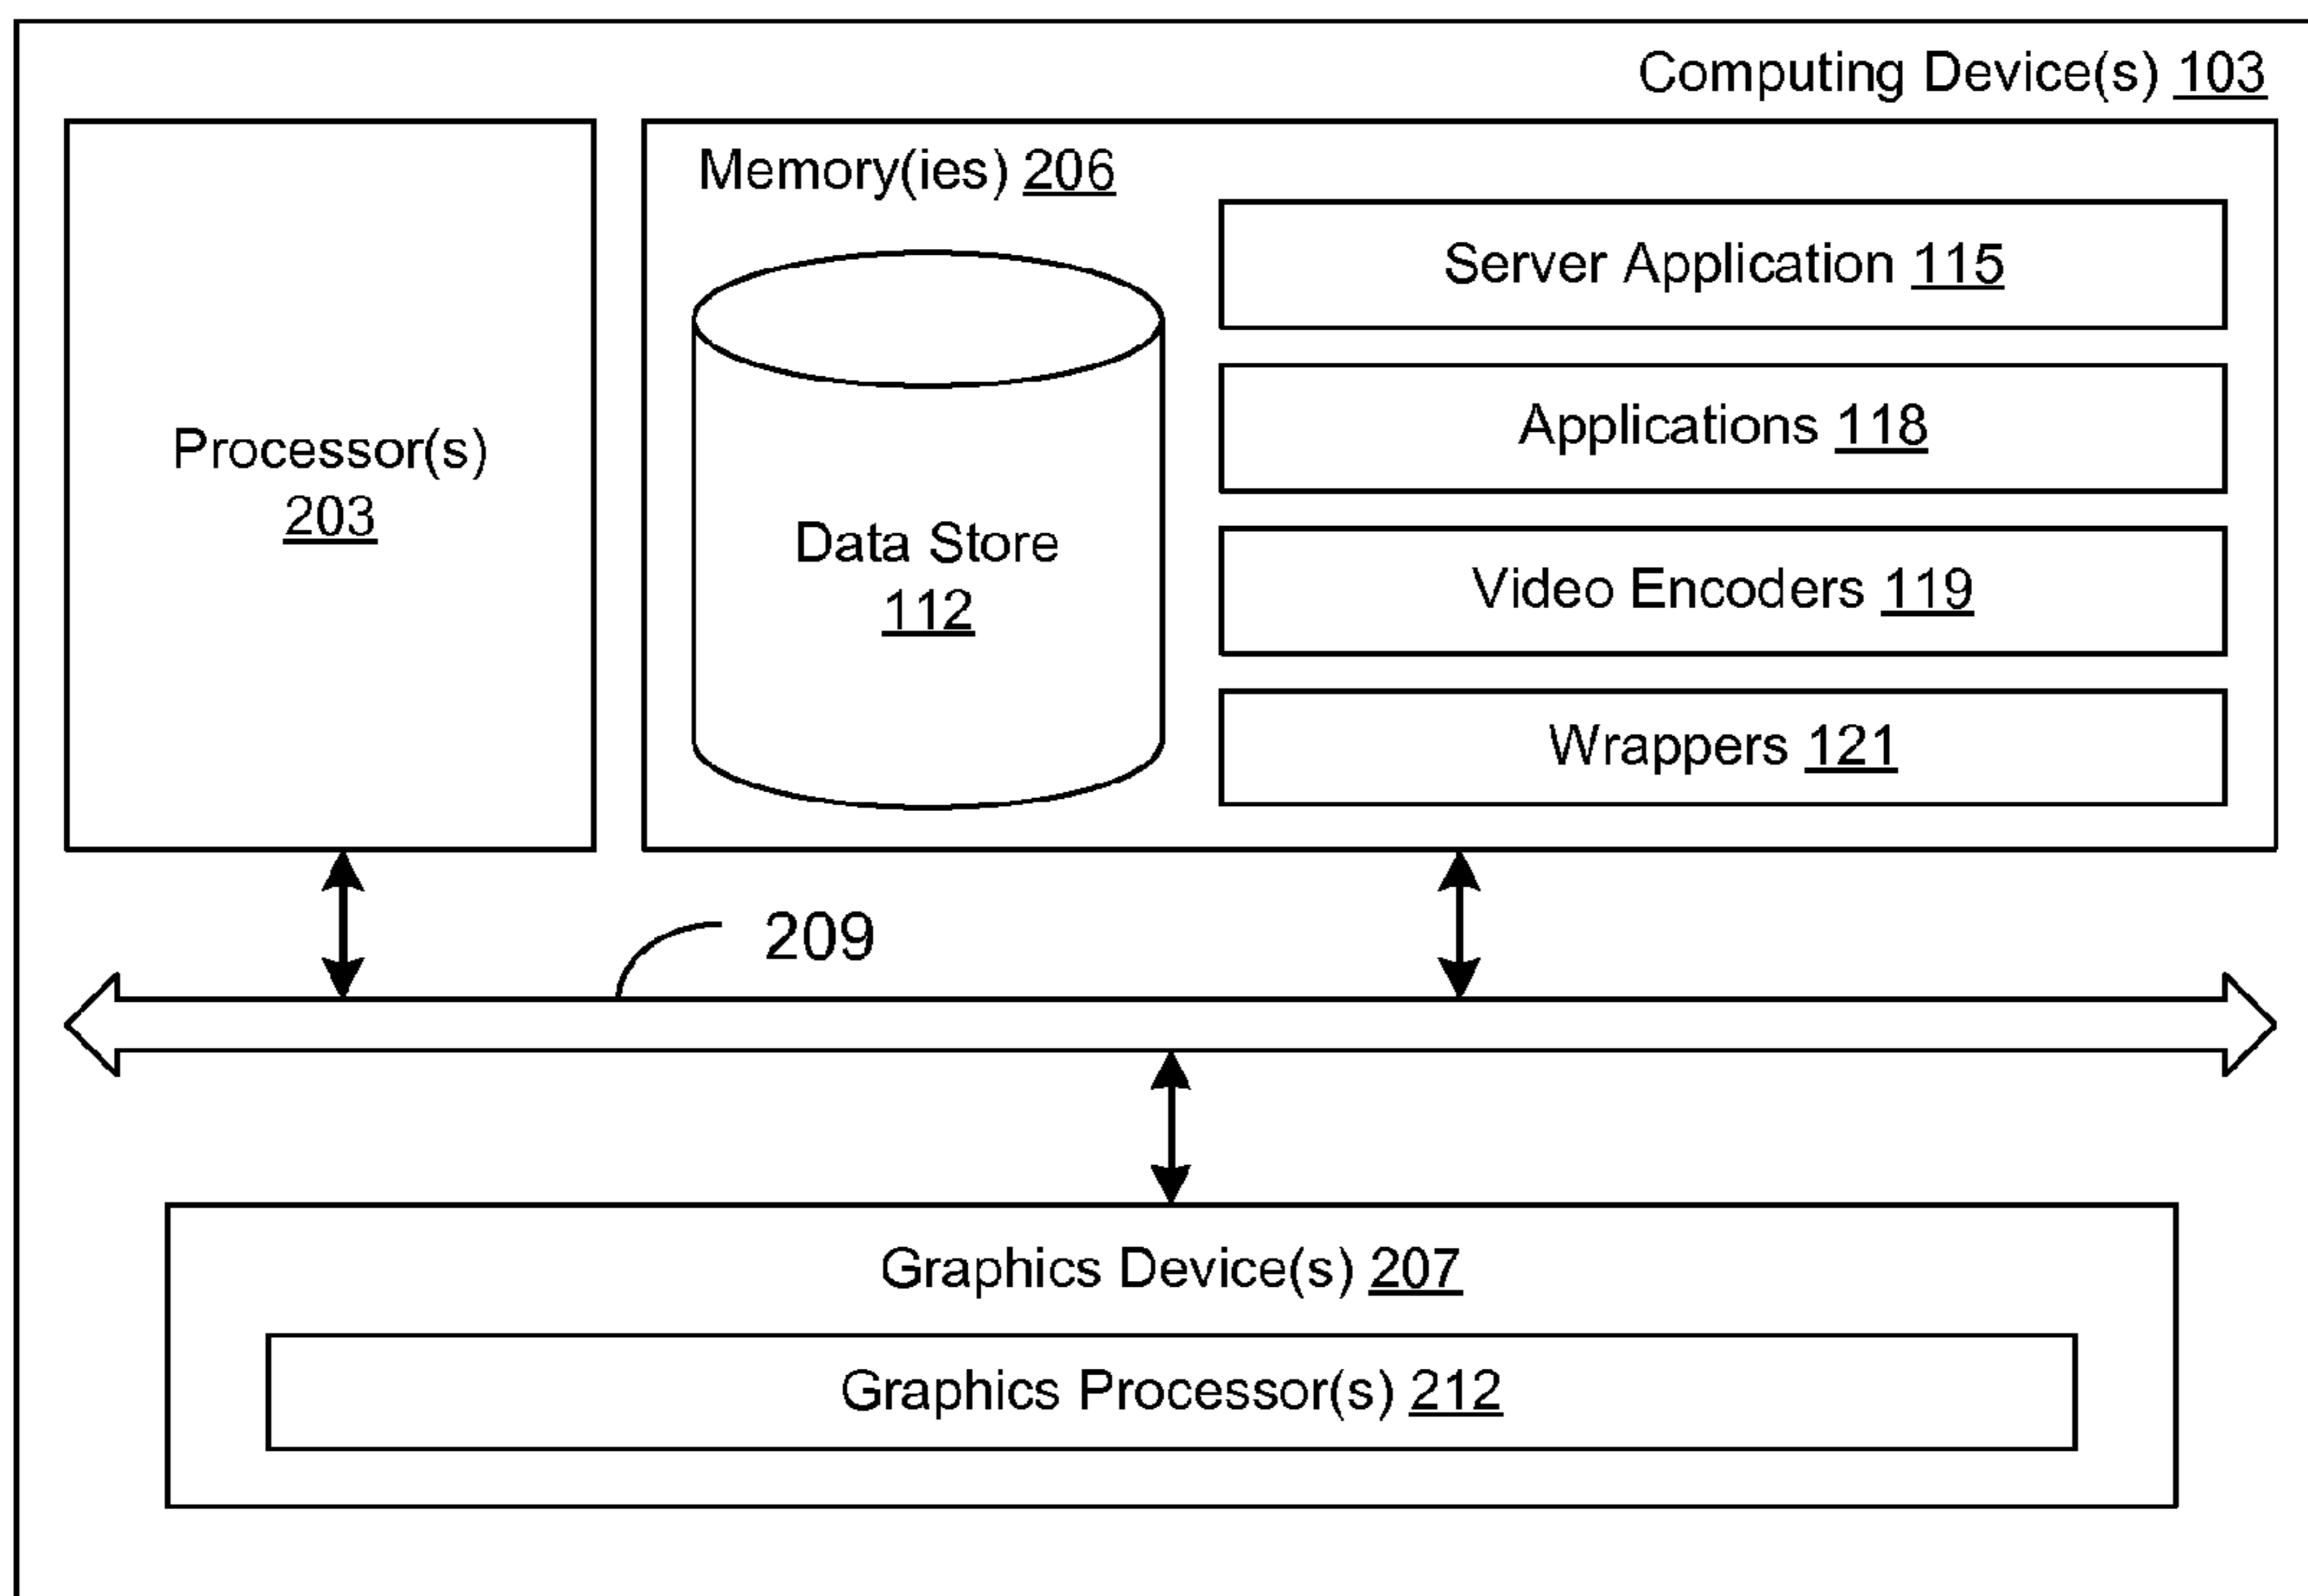 Computing Device(s) 103
Memory(ies) 206
Processor(s)
203
Data Store
112
Server Application 115
Applications 118
Video Encoders 119
Wrappers 121
209
Graphics Device(s) 207
Graphics Processor(s) 212